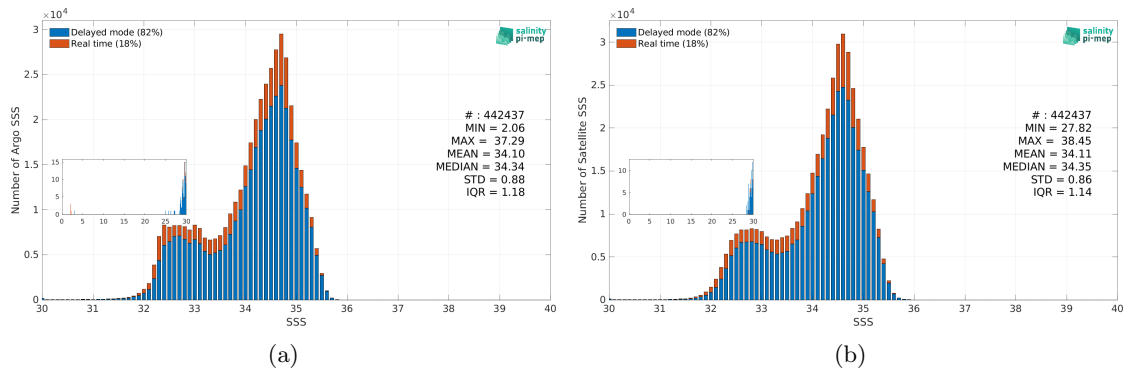 ×10⁴
3
2.5
2
1.5
1
0.5
0
Number of Argo SSS
Delayed mode (82%)
Real time (18%)
salinity
pi-mep
# : 442437
MIN = 2.06
MAX = 37.29
MEAN = 34.10
MEDIAN = 34.34
STD = 0.88
IQR = 1.18
15
10
5
0
0 5 10 15 20 25 30
30 31 32 33 34 35 36 37 38 39 40
SSS
(a)
×10⁴
3
2.5
2
1.5
1
0.5
0
Number of Satellite SSS
Delayed mode (82%)
Real time (18%)
salinity
pi-mep
# : 442437
MIN = 27.82
MAX = 38.45
MEAN = 34.11
MEDIAN = 34.35
STD = 0.86
IQR = 1.14
10
5
0
0 5 10 15 20 25 30
30 31 32 33 34 35 36 37 38 39 40
SSS
(b)